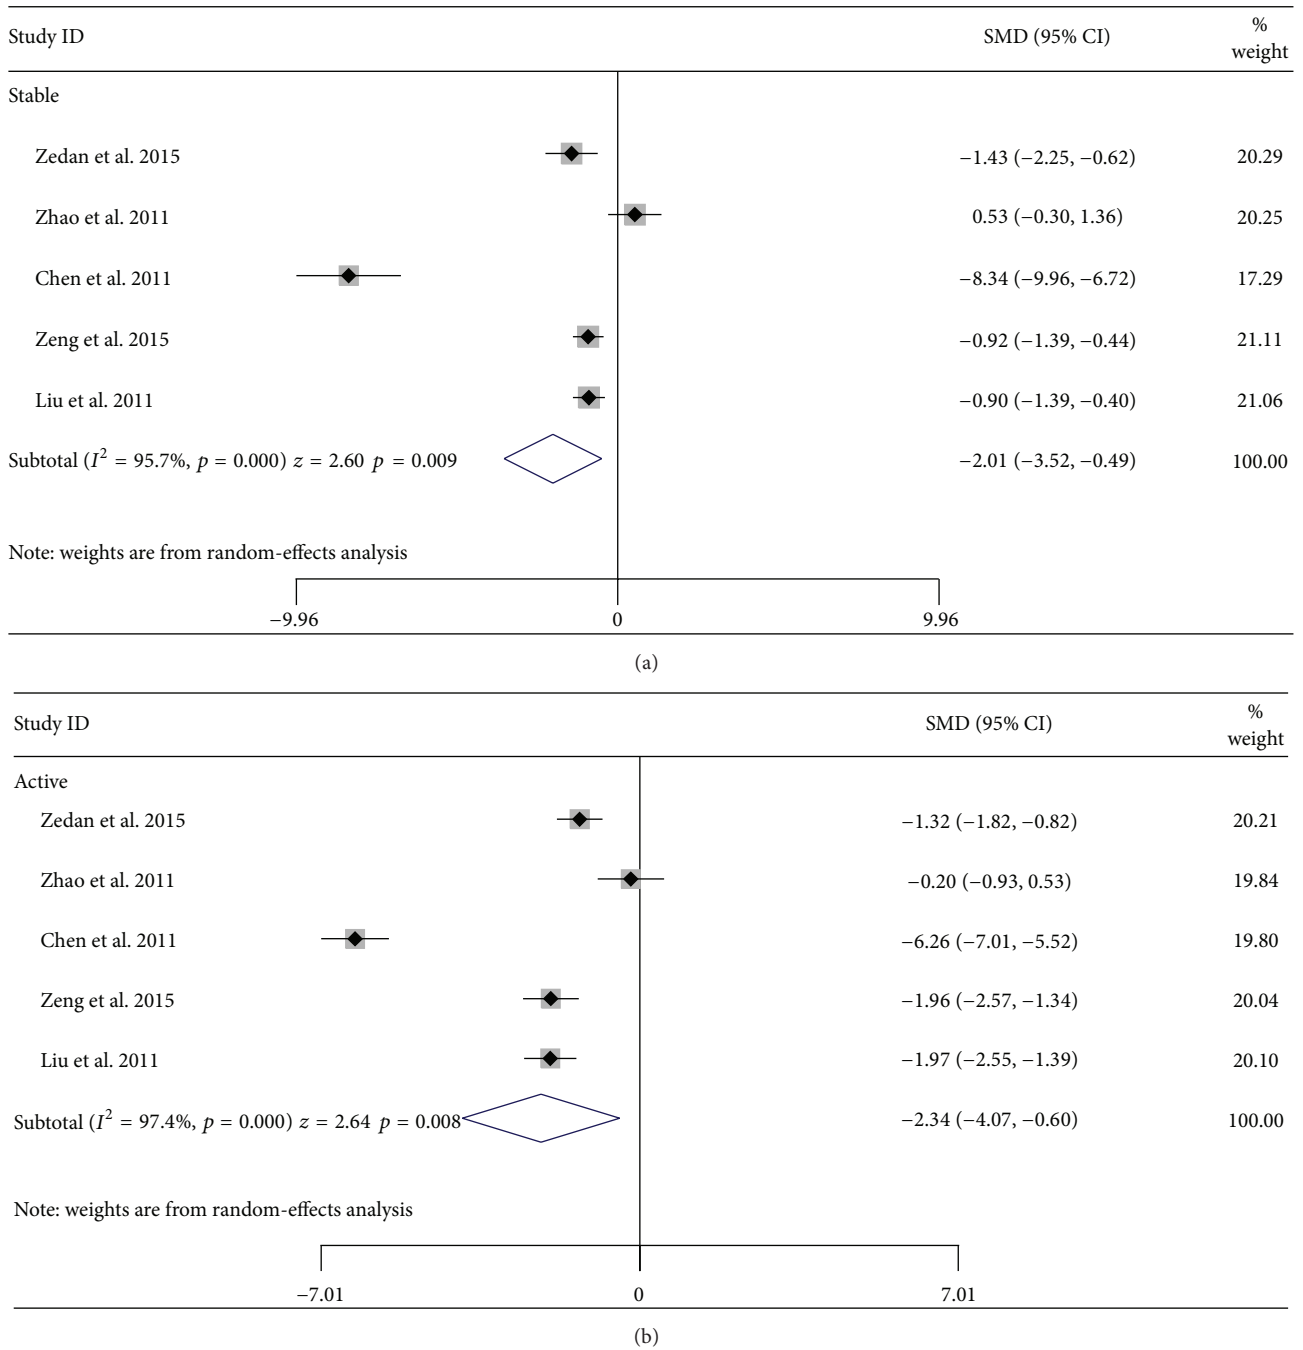 Study ID SMD (95% CI) % weight
Stable
Zedan et al. 2015 −1.43 (−2.25, −0.62) 20.29
Zhao et al. 2011 0.53 (−0.30, 1.36) 20.25
Chen et al. 2011 −8.34 (−9.96, −6.72) 17.29
Zeng et al. 2015 −0.92 (−1.39, −0.44) 21.11
Liu et al. 2011 −0.90 (−1.39, −0.40) 21.06
Subtotal (I² = 95.7%, p = 0.000) z = 2.60 p = 0.009 −2.01 (−3.52, −0.49) 100.00
Note: weights are from random-effects analysis
−9.96 0 9.96
(a)
Study ID SMD (95% CI) % weight
Active
Zedan et al. 2015 −1.32 (−1.82, −0.82) 20.21
Zhao et al. 2011 −0.20 (−0.93, 0.53) 19.84
Chen et al. 2011 −6.26 (−7.01, −5.52) 19.80
Zeng et al. 2015 −1.96 (−2.57, −1.34) 20.04
Liu et al. 2011 −1.97 (−2.55, −1.39) 20.10
Subtotal (I² = 97.4%, p = 0.000) z = 2.64 p = 0.008 −2.34 (−4.07, −0.60) 100.00
Note: weights are from random-effects analysis
−7.01 0 7.01
(b)